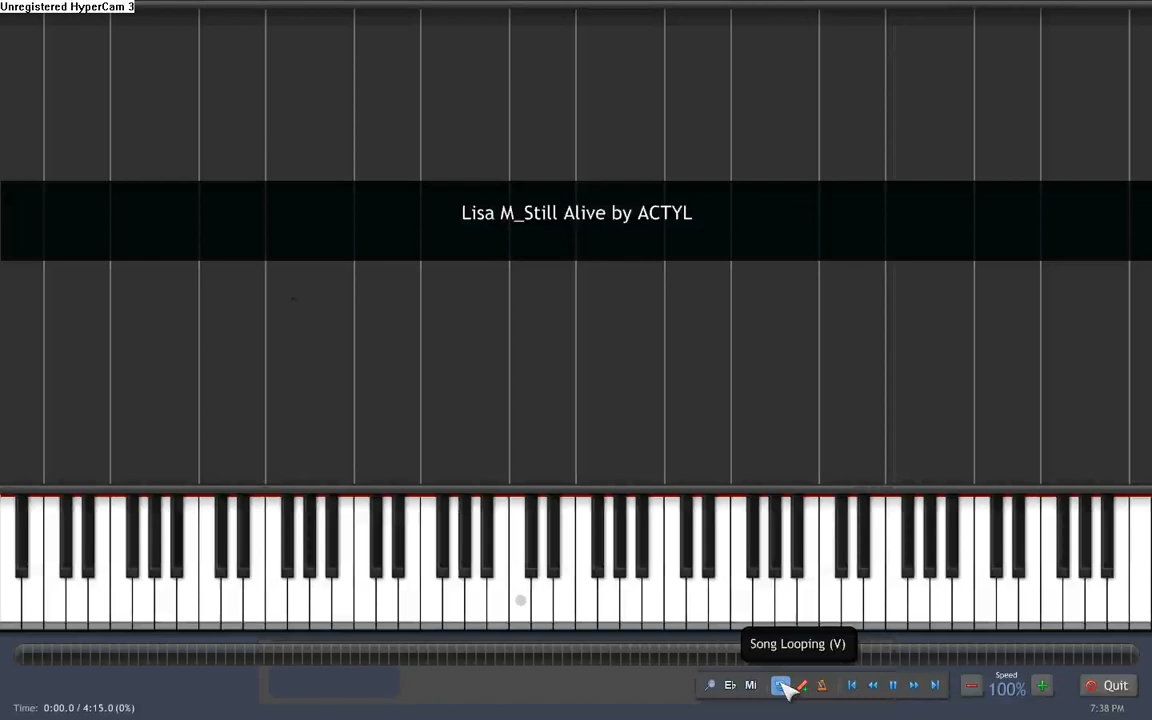 Unregistered HyperCam 3
Lisa M_Still Alive by ACTYL
Song Looping (V)
E♭ Mi
Speed
100%
Quit
Time: 0:00.0 / 4:15.0 (0%)
7:38 PM